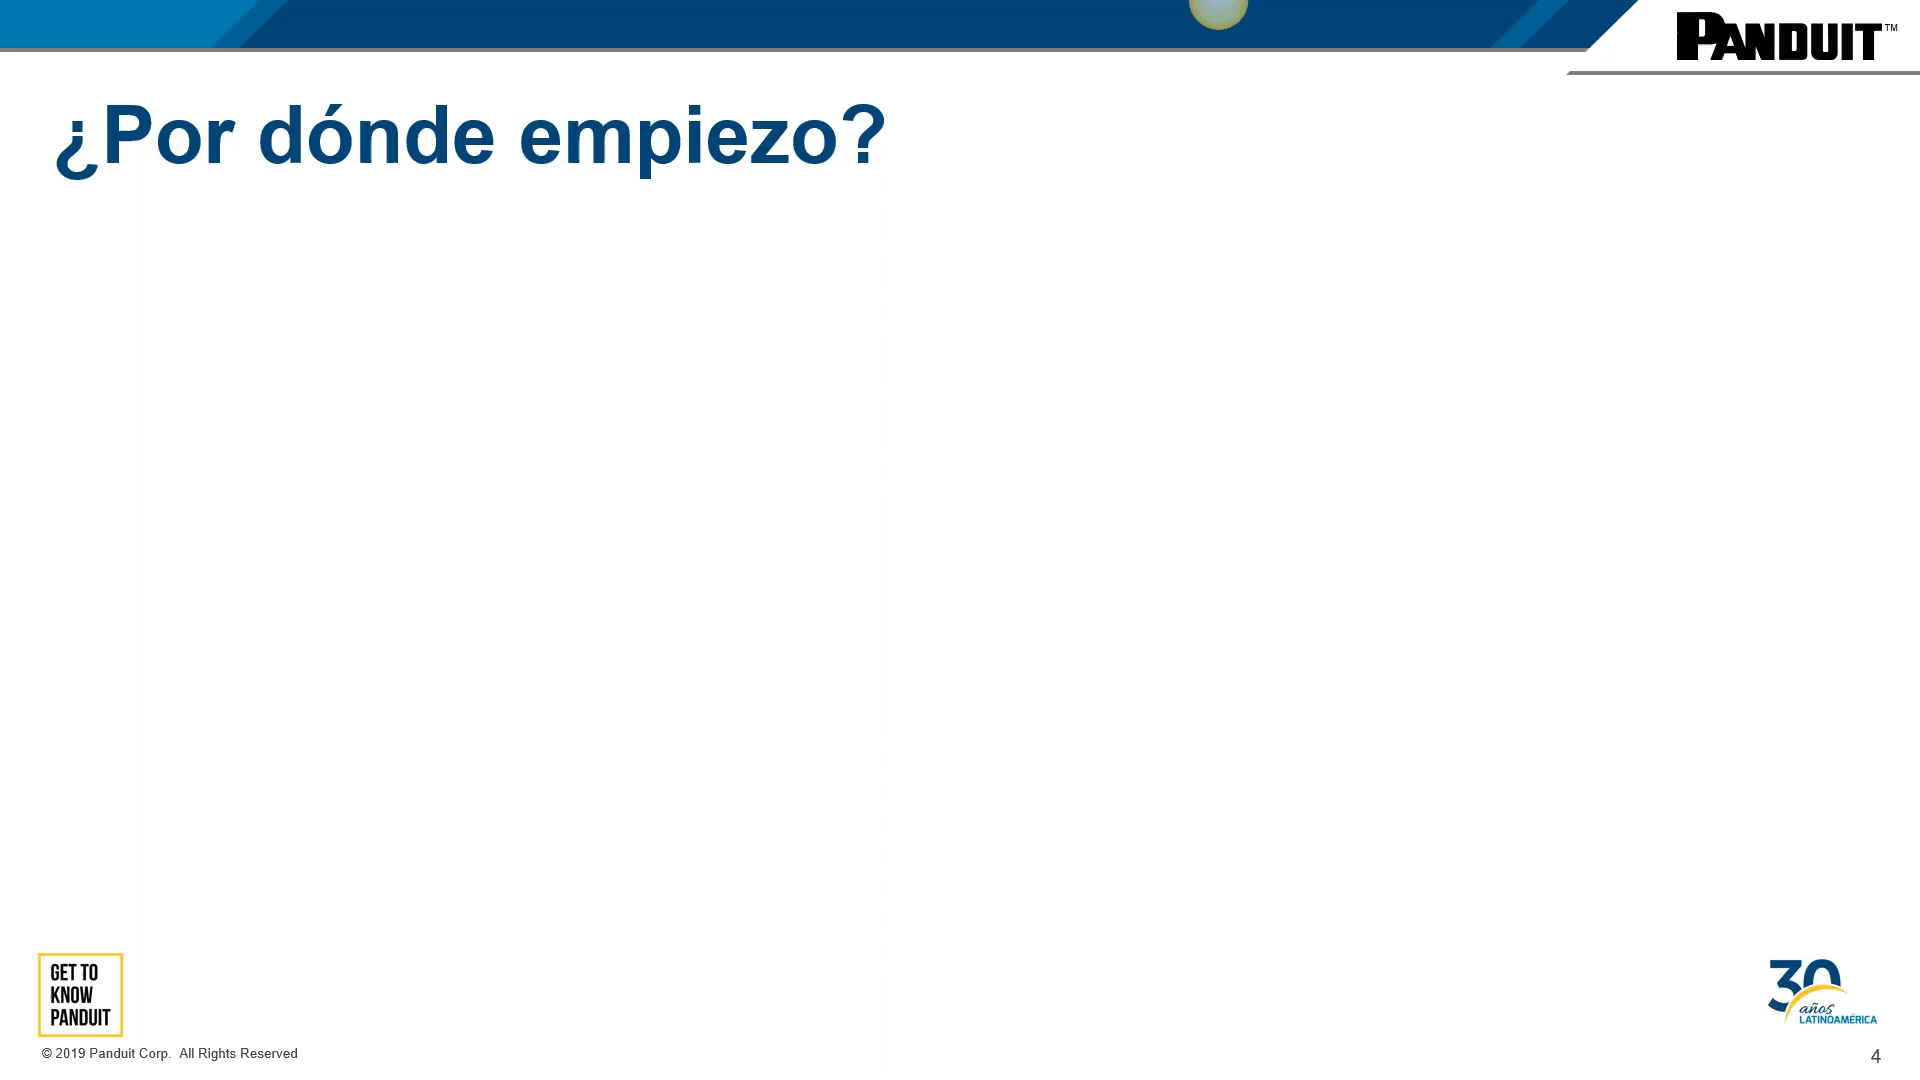 PANDUIT™
¿Por dónde empiezo?
GET TO
KNOW
PANDUIT
30
años
LATINOAMÉRICA
© 2019 Panduit Corp. All Rights Reserved
4